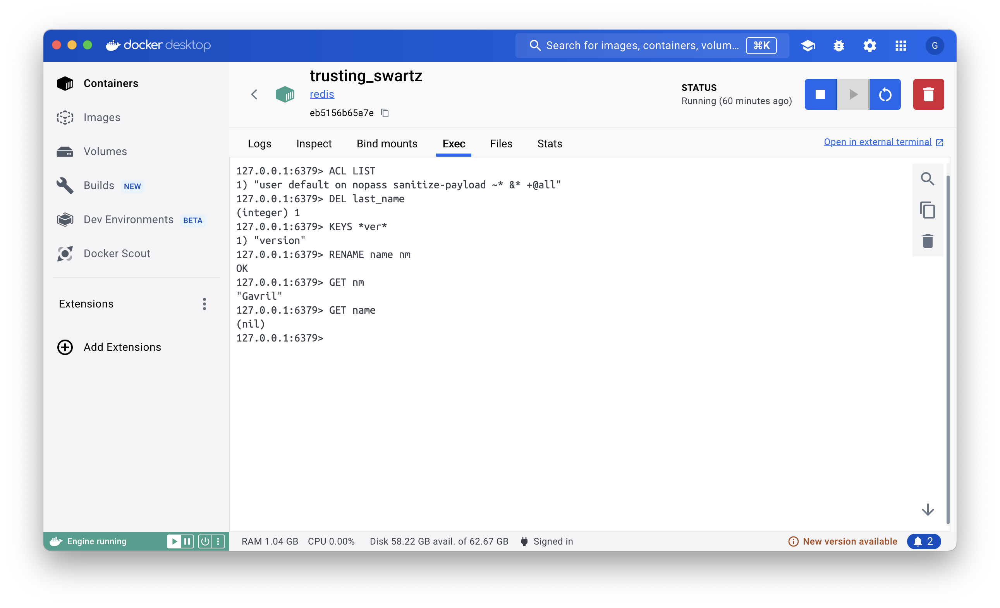 docker desktop
Search for images, containers, volum... ⌘K
G
Containers
Images
Volumes
Builds NEW
Dev Environments BETA
Docker Scout
Extensions
Add Extensions
trusting_swartz
redis
eb5156b65a7e
STATUS
Running (60 minutes ago)
Logs Inspect Bind mounts Exec Files Stats
Open in external terminal
127.0.0.1:6379> ACL LIST
1) "user default on nopass sanitize-payload ~* &* +@all"
127.0.0.1:6379> DEL last_name
(integer) 1
127.0.0.1:6379> KEYS *ver*
1) "version"
127.0.0.1:6379> RENAME name nm
OK
127.0.0.1:6379> GET nm
"Gavril"
127.0.0.1:6379> GET name
(nil)
127.0.0.1:6379>
Engine running
RAM 1.04 GB CPU 0.00% Disk 58.22 GB avail. of 62.67 GB Signed in
New version available 2